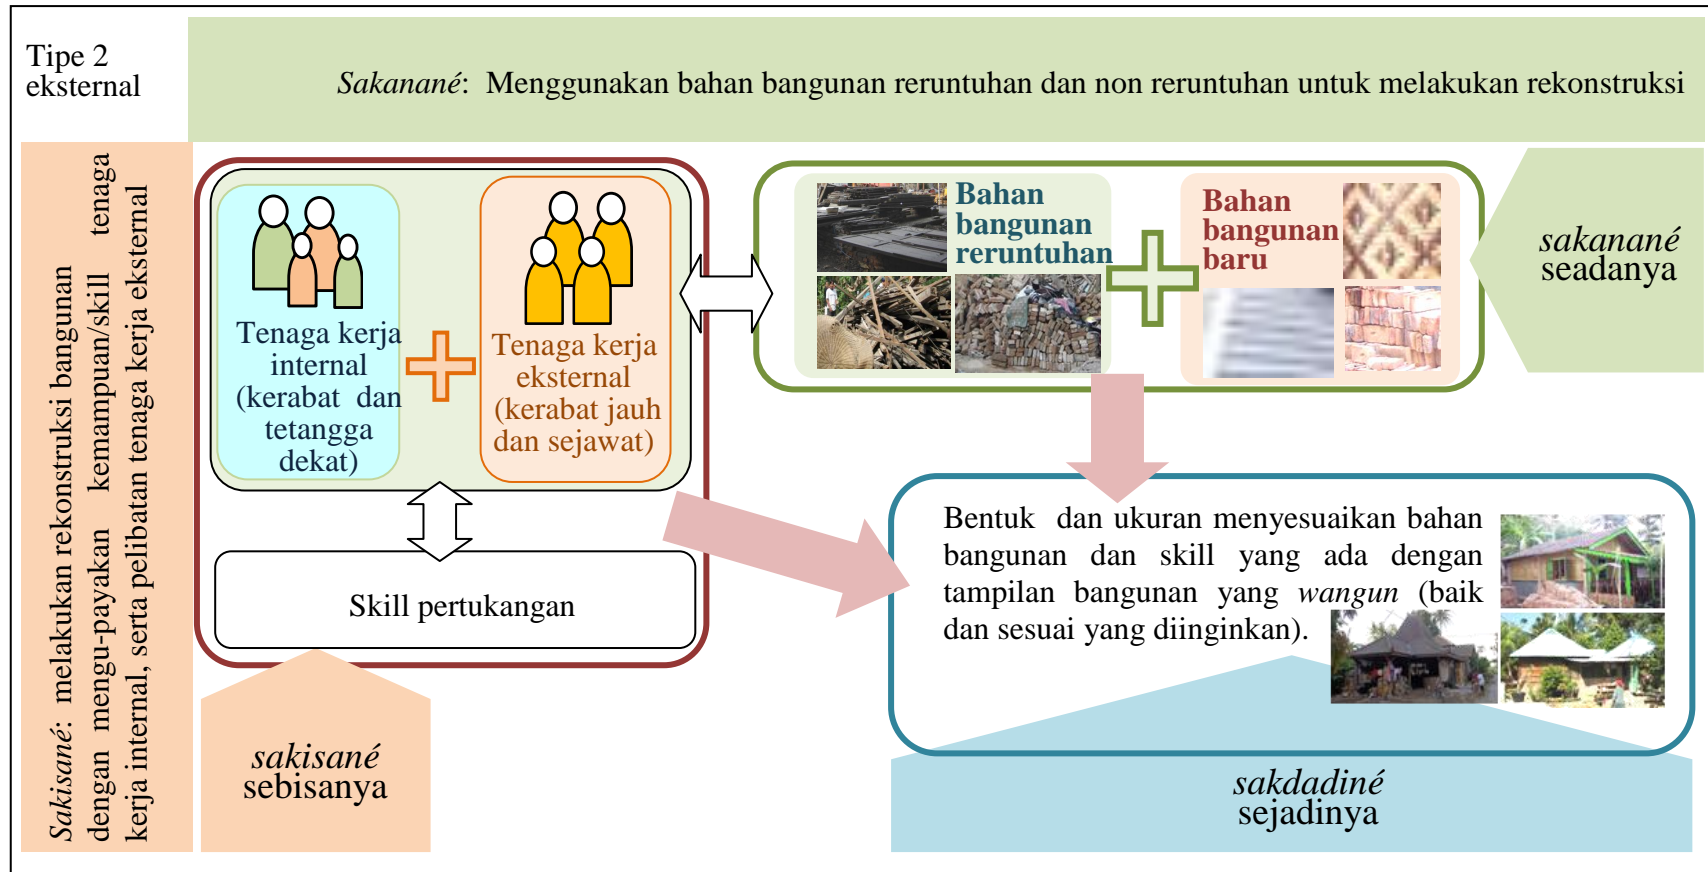 Tipe 2
eksternal
Sakanané: Menggunakan bahan bangunan reruntuhan dan non reruntuhan untuk melakukan rekonstruksi
Sakisané: melakukan rekonstruksi bangunan
dengan mengu-payakan kemampuan/skill tenaga
kerja internal, serta pelibatan tenaga kerja eksternal
Tenaga kerja
internal
(kerabat dan
tetangga
dekat)
Tenaga kerja
eksternal
(kerabat jauh
dan sejawat)
Skill pertukangan
Bahan
bangunan
reruntuhan
Bahan
bangunan
baru
sakanané
seadanya
Bentuk dan ukuran menyesuaikan bahan
bangunan dan skill yang ada dengan
tampilan bangunan yang wangun (baik
dan sesuai yang diinginkan).
sakisané
sebisanya
sakdadiné
sejadinya